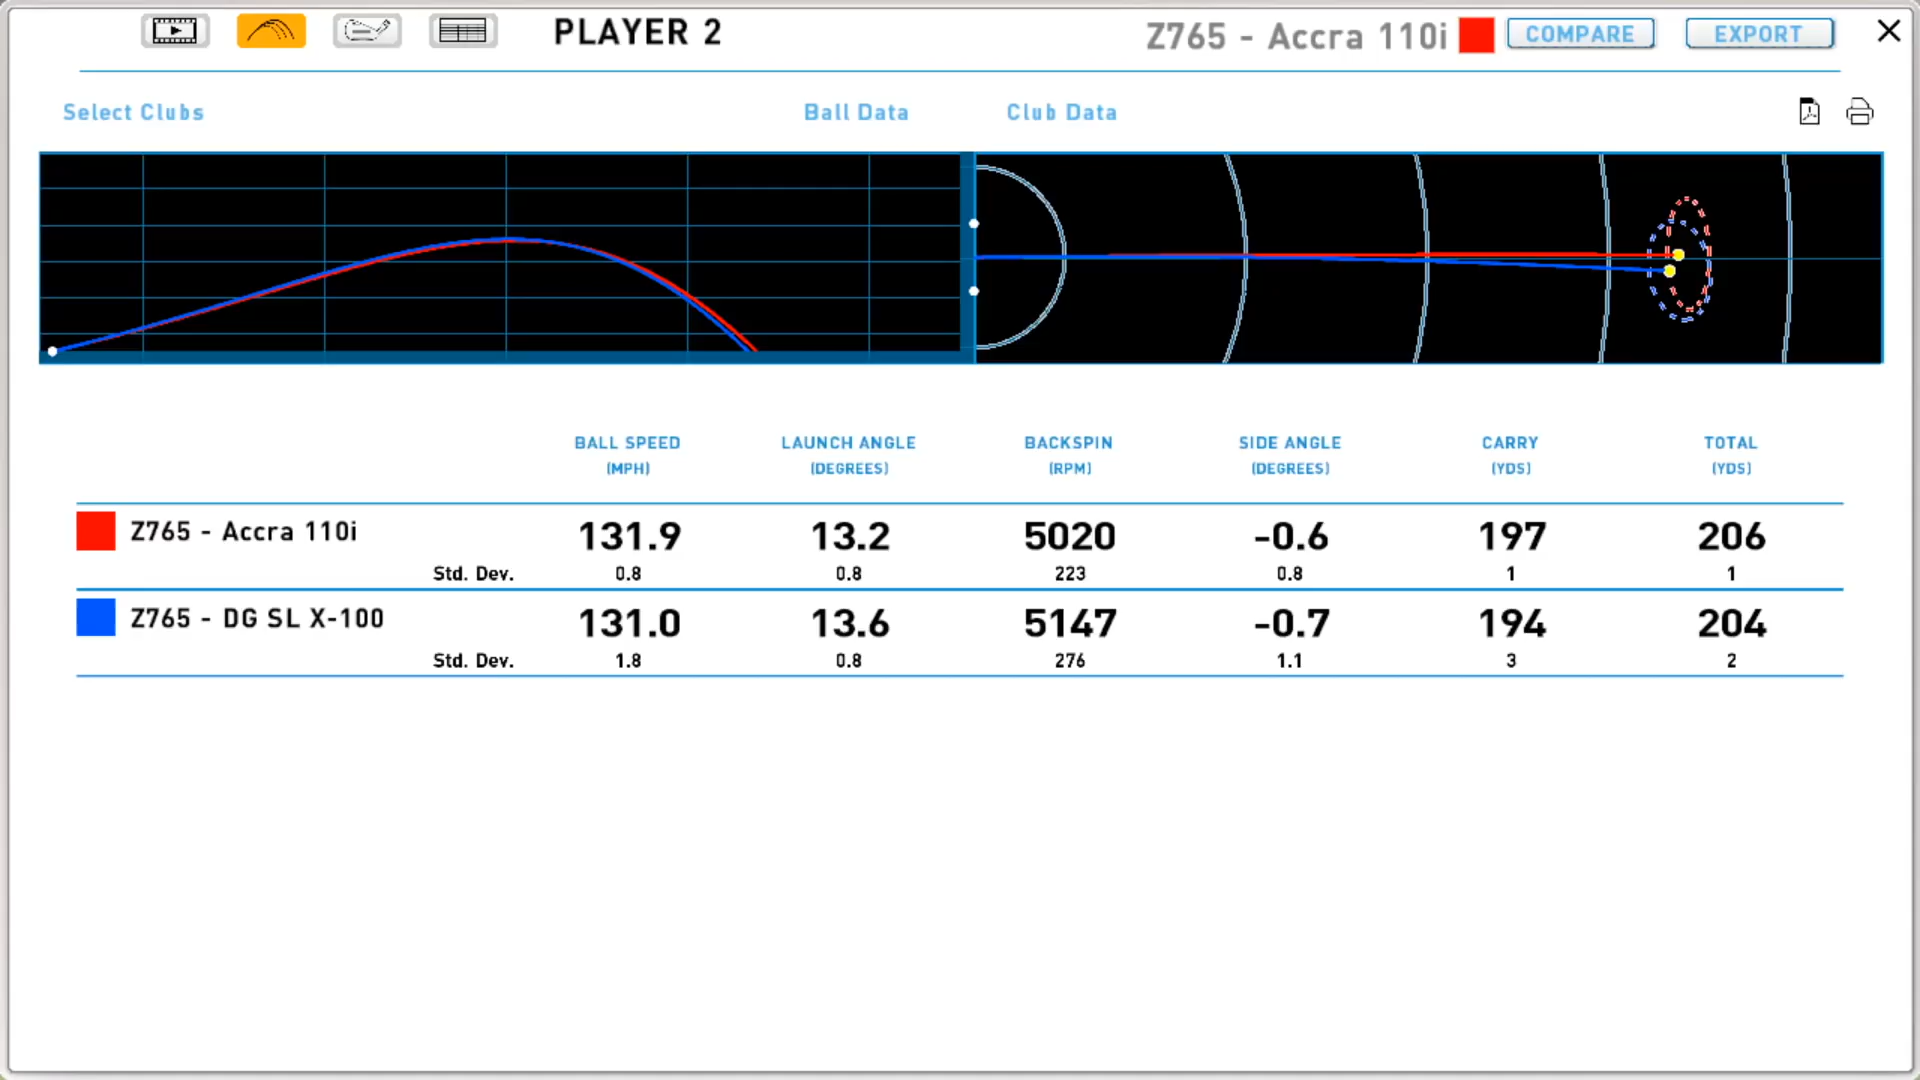 PLAYER 2
Z765 - Accra 110i
COMPARE
EXPORT
Select Clubs
Ball Data
Club Data
BALL SPEED LAUNCH ANGLE BACKSPIN SIDE ANGLE CARRY TOTAL
(MPH) (DEGREES) (RPM) (DEGREES) (YDS) (YDS)
Z765 - Accra 110i 131.9 13.2 5020 -0.6 197 206
Std. Dev. 0.8 0.8 223 0.8 1 1
Z765 - DG SL X-100 131.0 13.6 5147 -0.7 194 204
Std. Dev. 1.8 0.8 276 1.1 3 2